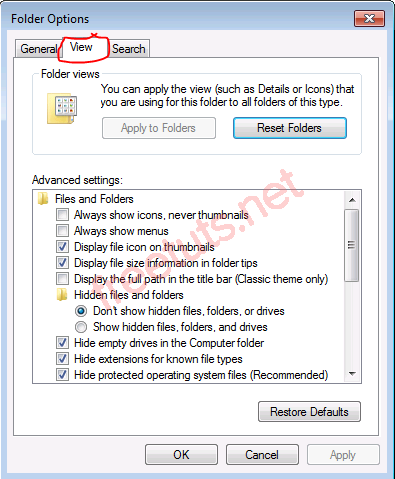 Folder Options
General View Search
Folder views
You can apply the view (such as Details or Icons) that
you are using for this folder to all folders of this type.
Apply to Folders Reset Folders
Advanced settings:
Files and Folders
Always show icons, never thumbnails
Always show menus
Display file icon on thumbnails
Display file size information in folder tips
Display the full path in the title bar (Classic theme only)
Hidden files and folders
Don't show hidden files, folders, or drives
Show hidden files, folders, and drives
Hide empty drives in the Computer folder
Hide extensions for known file types
Hide protected operating system files (Recommended)
freetuts.net
Restore Defaults
OK Cancel Apply